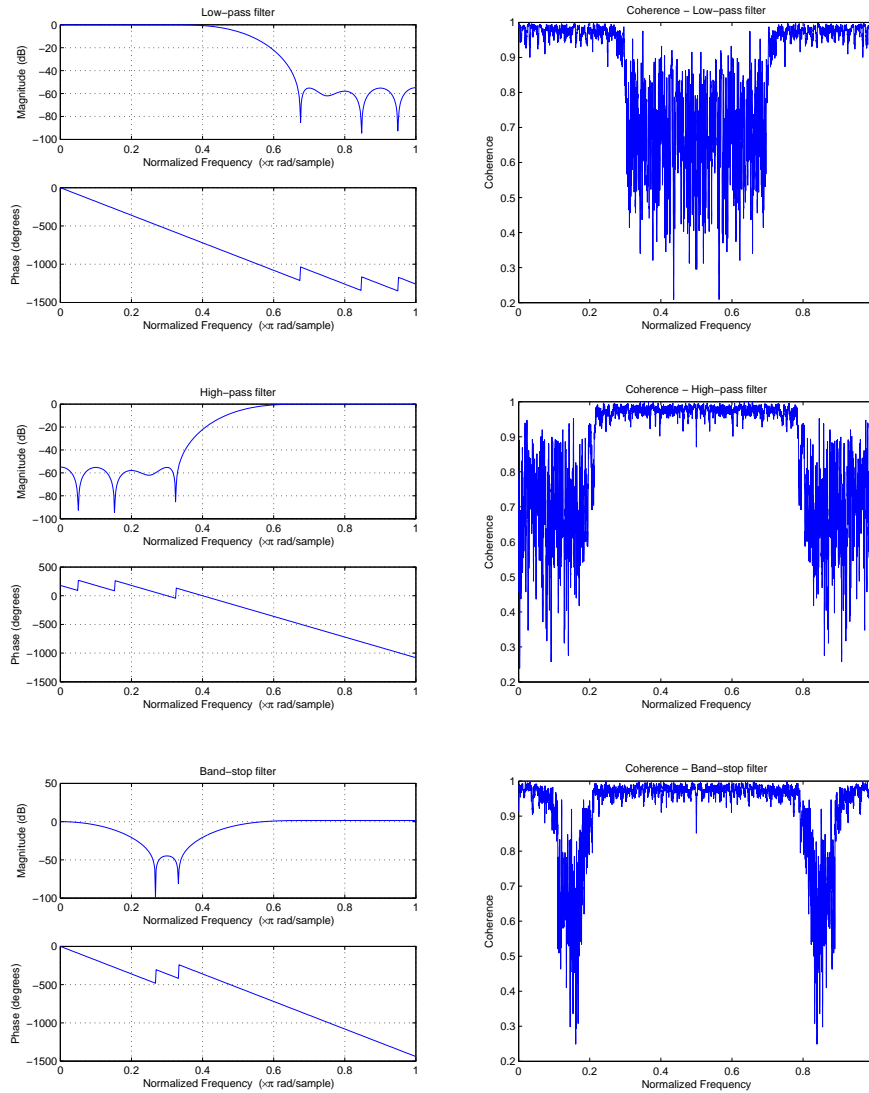 Low−pass filter
0
−20
−40
−60
−80
−100
Magnitude (dB)
0 0.2 0.4 0.6 0.8 1
Normalized Frequency (×π rad/sample)
0
−500
−1000
−1500
Phase (degrees)
0 0.2 0.4 0.6 0.8 1
Normalized Frequency (×π rad/sample)
Coherence − Low−pass filter
1
0.9
0.8
0.7
0.6
0.5
0.4
0.3
0.2
Coherence
0 0.2 0.4 0.6 0.8
Normalized Frequency
High−pass filter
0
−20
−40
−60
−80
−100
Magnitude (dB)
0 0.2 0.4 0.6 0.8 1
Normalized Frequency (×π rad/sample)
500
0
−500
−1000
−1500
Phase (degrees)
0 0.2 0.4 0.6 0.8 1
Normalized Frequency (×π rad/sample)
Coherence − High−pass filter
1
0.9
0.8
0.7
0.6
0.5
0.4
0.3
0.2
Coherence
0 0.2 0.4 0.6 0.8
Normalized Frequency
Band−stop filter
50
0
−50
−100
Magnitude (dB)
0 0.2 0.4 0.6 0.8 1
Normalized Frequency (×π rad/sample)
0
−500
−1000
−1500
Phase (degrees)
0 0.2 0.4 0.6 0.8 1
Normalized Frequency (×π rad/sample)
Coherence − Band−stop filter
1
0.9
0.8
0.7
0.6
0.5
0.4
0.3
0.2
Coherence
0 0.2 0.4 0.6 0.8
Normalized Frequency